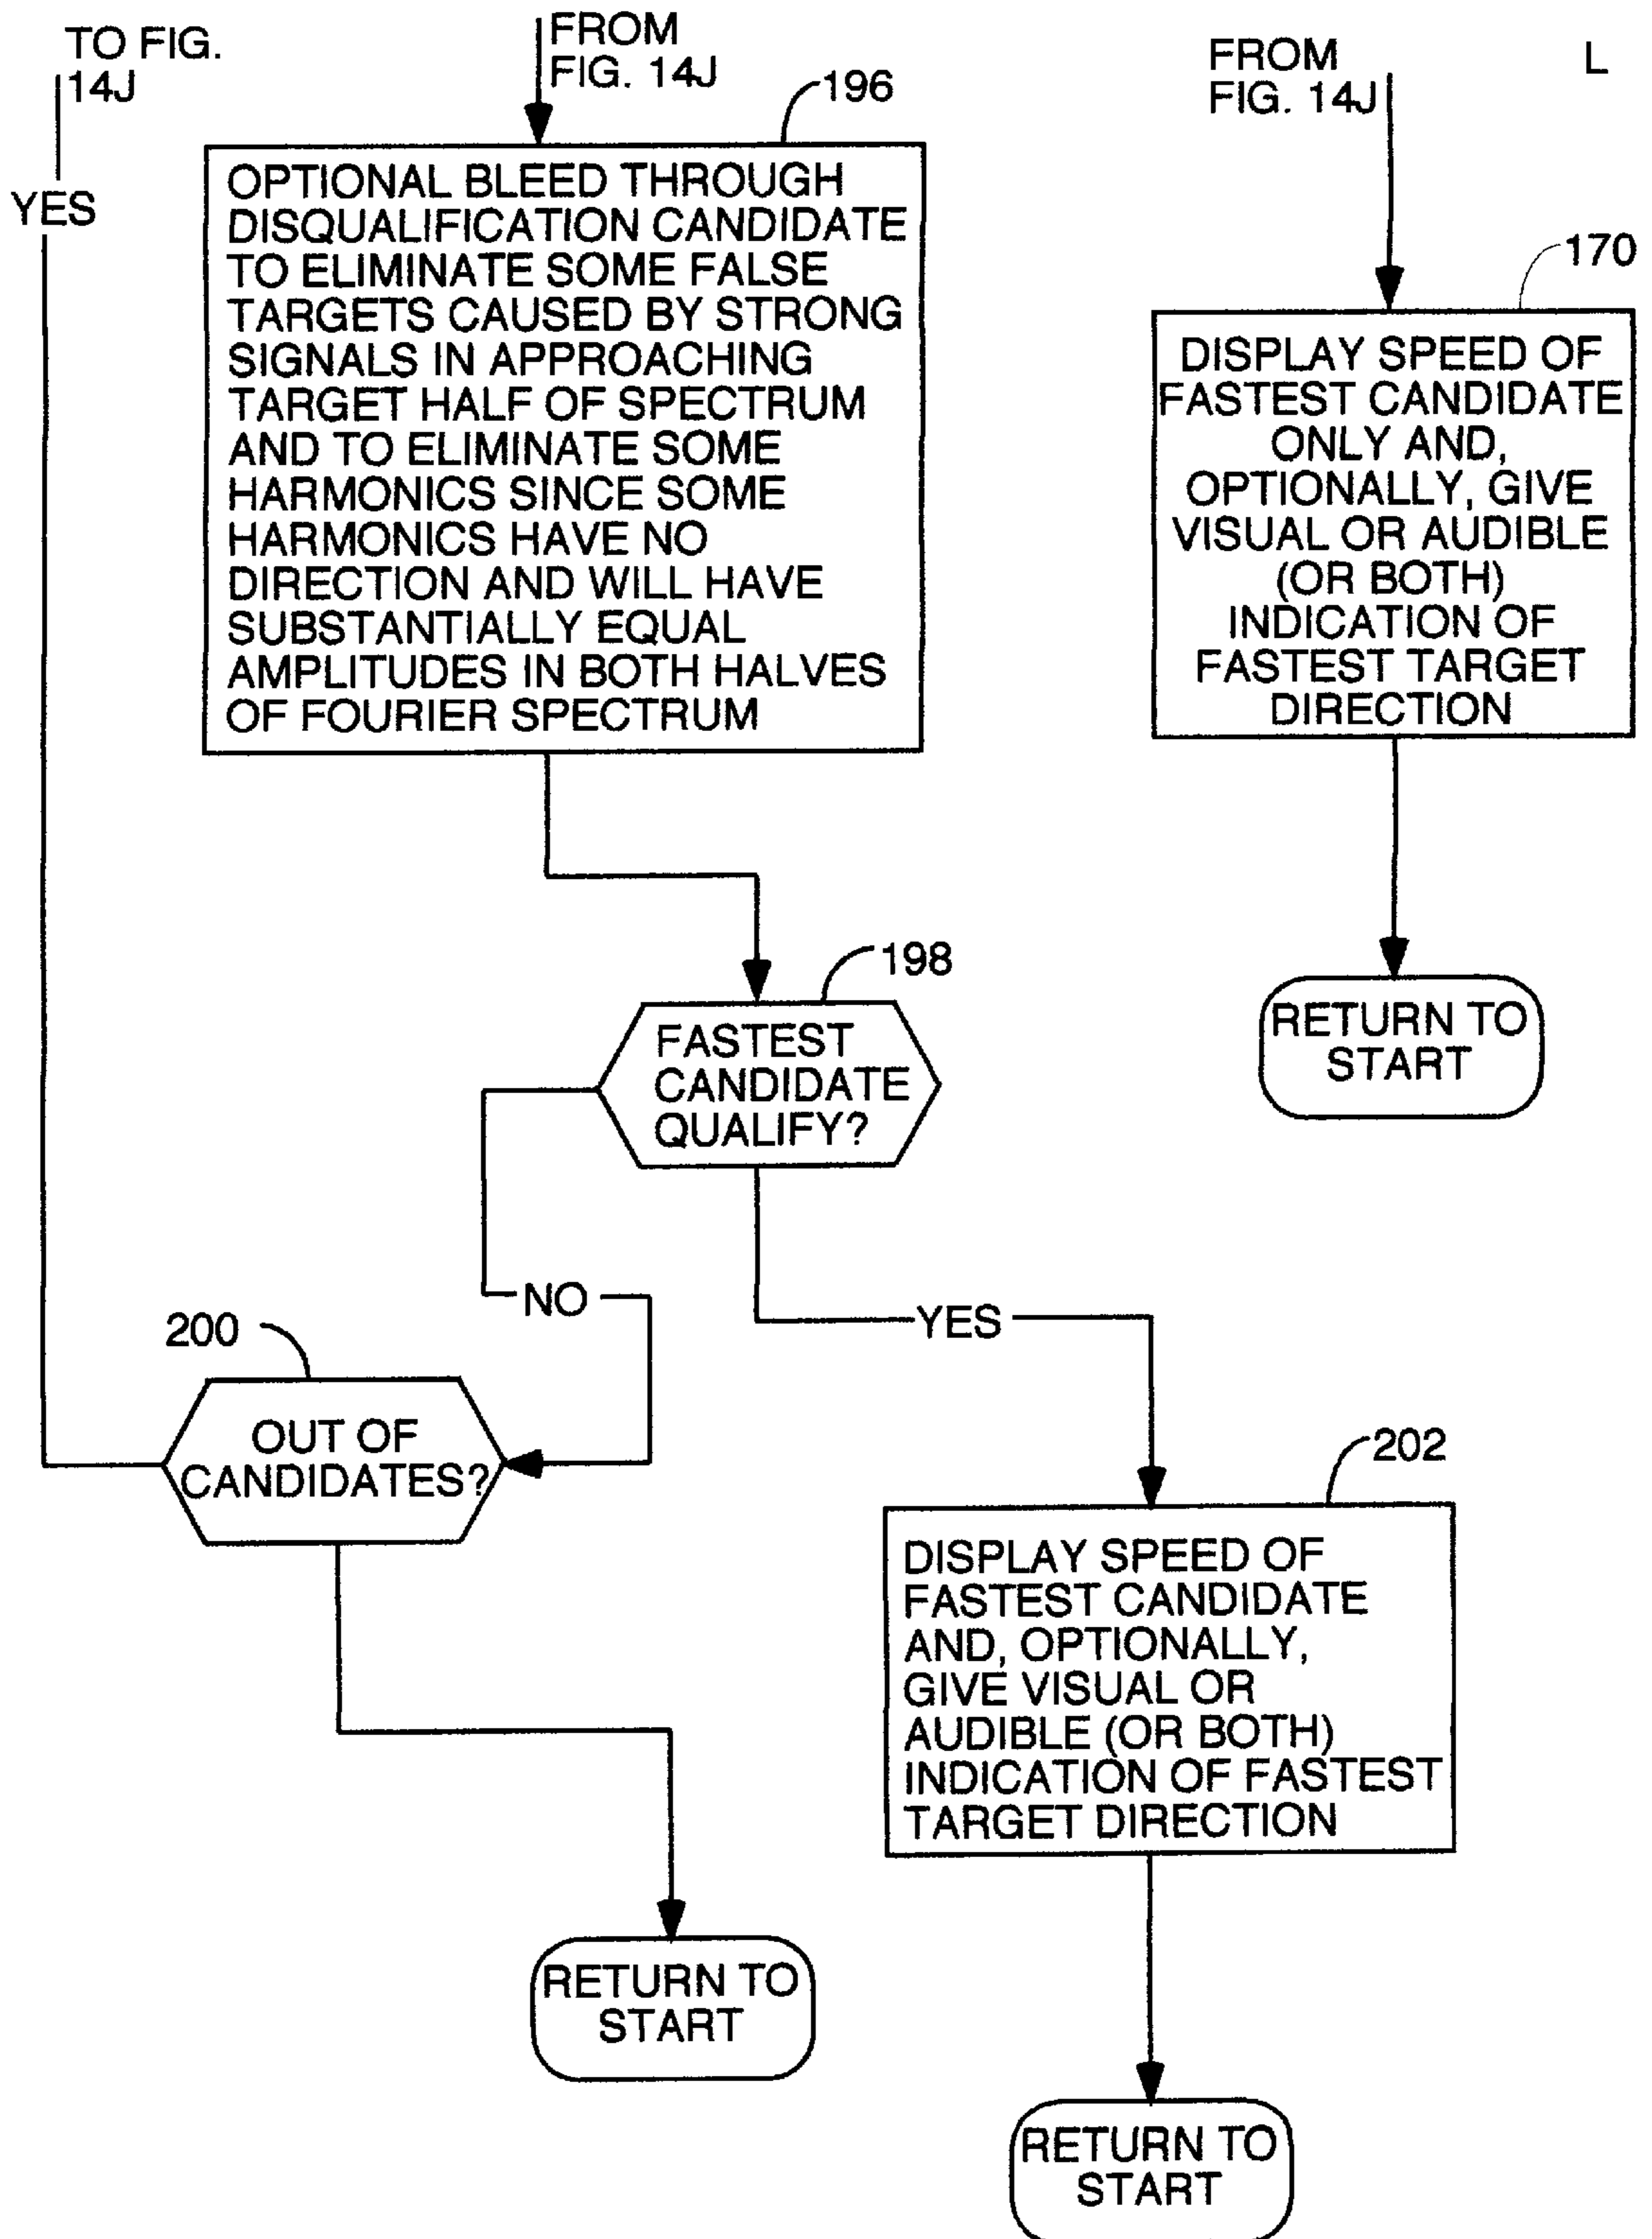 TO FIG.
14J
YES
FROM
FIG. 14J
196
OPTIONAL BLEED THROUGH
DISQUALIFICATION CANDIDATE
TO ELIMINATE SOME FALSE
TARGETS CAUSED BY STRONG
SIGNALS IN APPROACHING
TARGET HALF OF SPECTRUM
AND TO ELIMINATE SOME
HARMONICS SINCE SOME
HARMONICS HAVE NO
DIRECTION AND WILL HAVE
SUBSTANTIALLY EQUAL
AMPLITUDES IN BOTH HALVES
OF FOURIER SPECTRUM
FROM
FIG. 14J
L
170
DISPLAY SPEED OF
FASTEST CANDIDATE
ONLY AND,
OPTIONALLY, GIVE
VISUAL OR AUDIBLE
(OR BOTH)
INDICATION OF
FASTEST TARGET
DIRECTION
RETURN TO
START
198
FASTEST
CANDIDATE
QUALIFY?
NO
YES
200
OUT OF
CANDIDATES?
RETURN TO
START
202
DISPLAY SPEED OF
FASTEST CANDIDATE
AND, OPTIONALLY,
GIVE VISUAL OR
AUDIBLE (OR BOTH)
INDICATION OF FASTEST
TARGET DIRECTION
RETURN TO
START